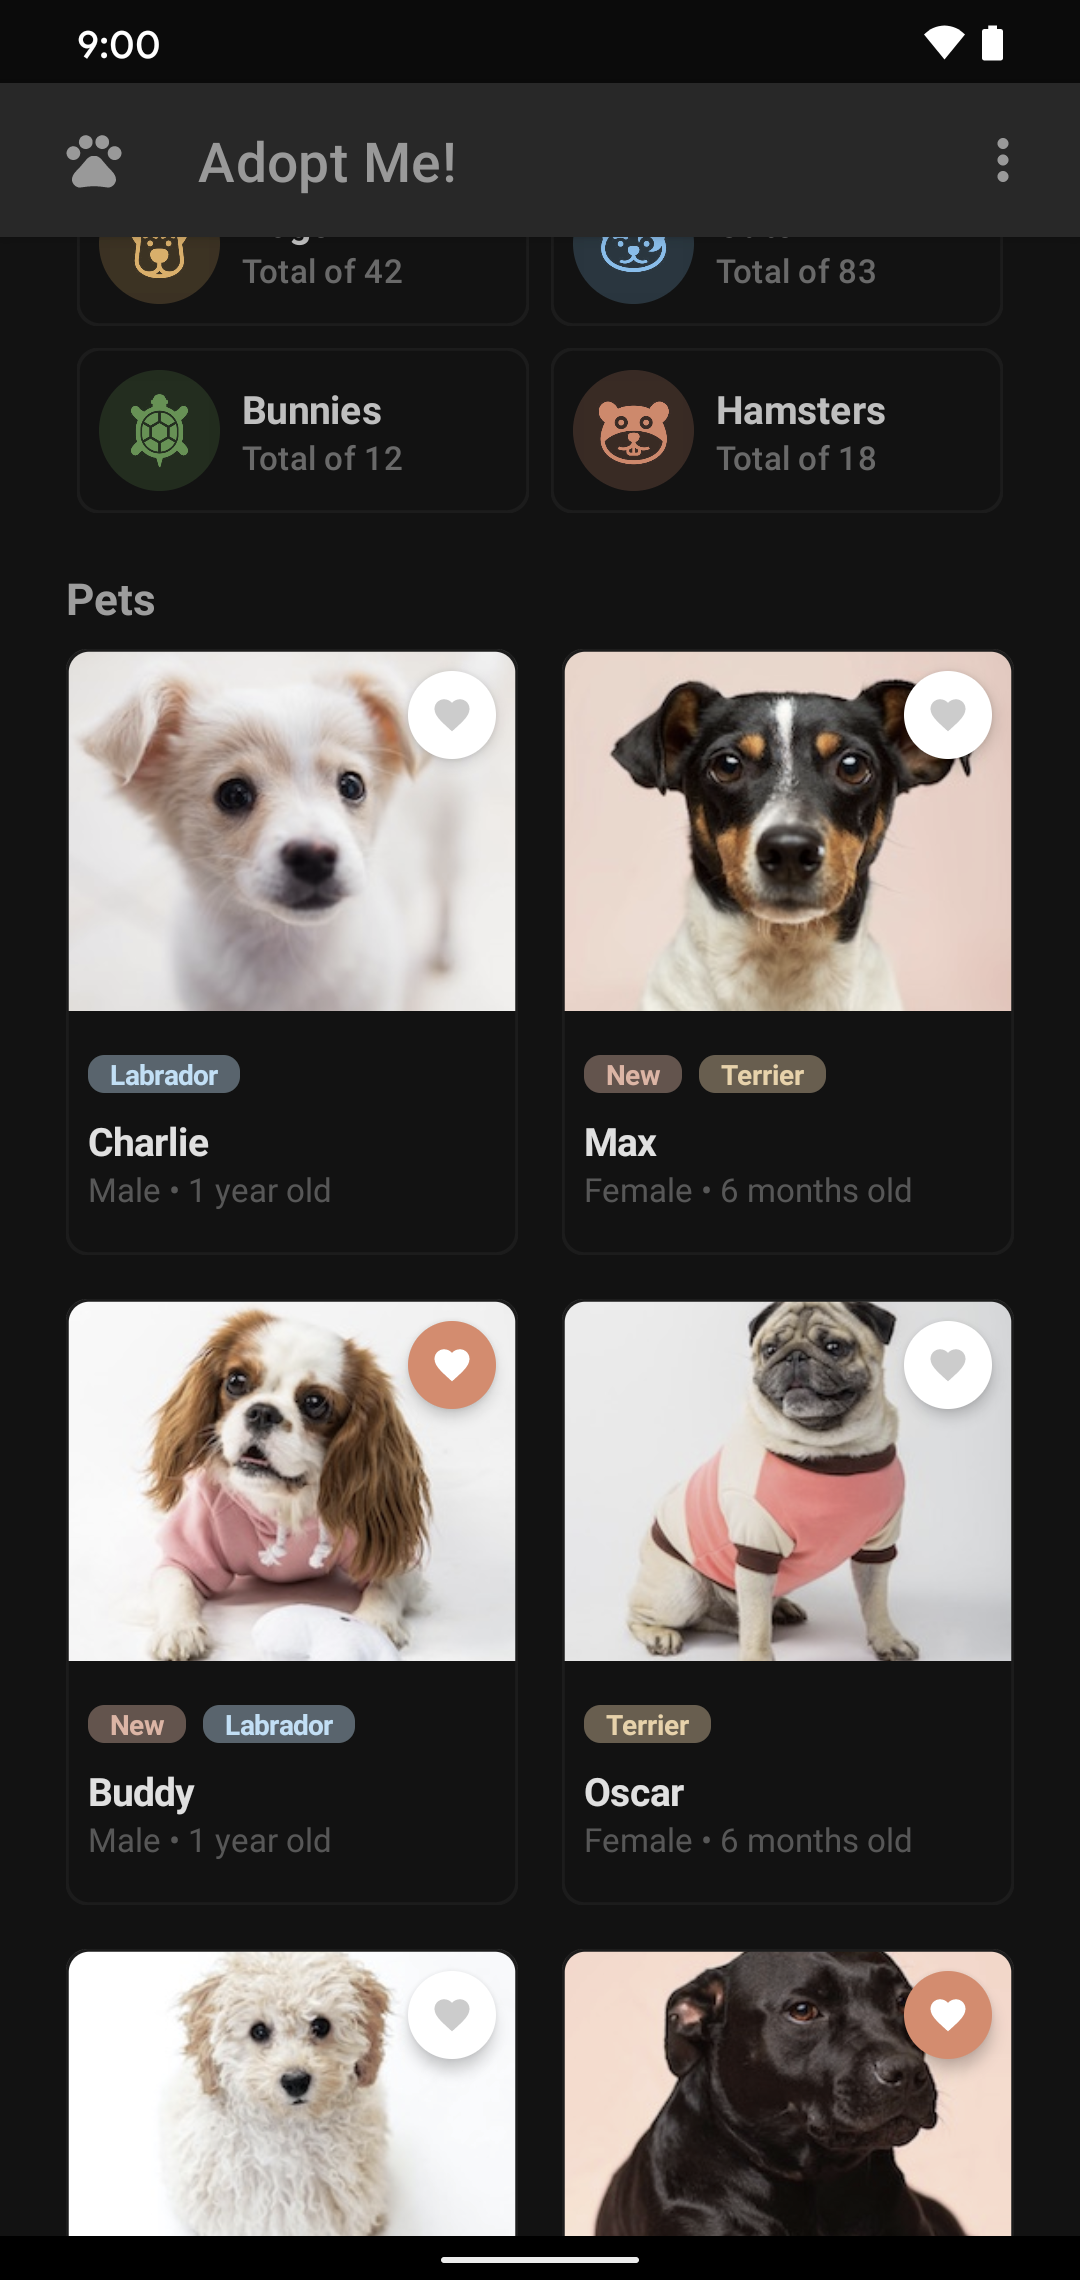 9:00
Adopt Me!
Total of 42
Total of 83
Bunnies
Total of 12
Hamsters
Total of 18
Pets
Labrador
Charlie
Male • 1 year old
New Terrier
Max
Female • 6 months old
New Labrador
Buddy
Male • 1 year old
Terrier
Oscar
Female • 6 months old